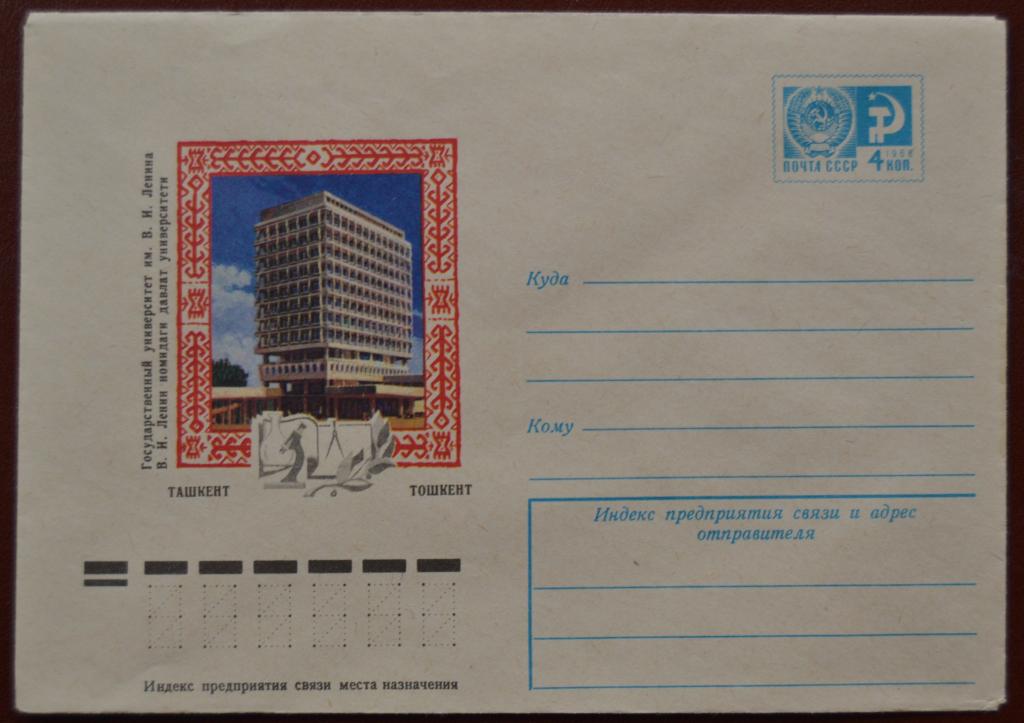 Государственный университет им. В. И. Ленина
В. И. Ленин номидаги давлат университети
ТАШКЕНТ
ТОШКЕНТ
ПОЧТА СССР
1966
4 КОП.
Куда
Кому
Индекс предприятия связи и адрес
отправителя
Индекс предприятия связи места назначения